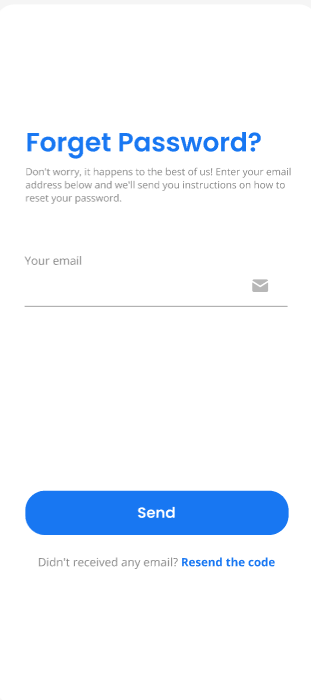 Forget Password?
Don't worry, it happens to the best of us! Enter your email
address below and we'll send you instructions on how to
reset your password.
Your email
Send
Didn't received any email? Resend the code